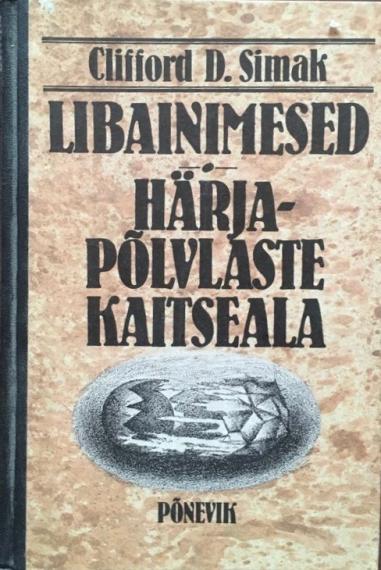 Clifford D. Simak
LIBAINIMESED
HÄRJA-
PÕLVLASTE
KAITSEALA
PÕNEVIK